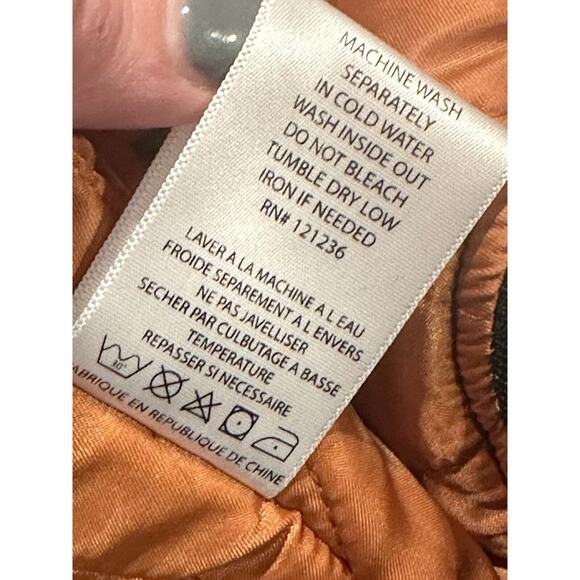 MACHINE WASH
SEPARATELY
IN COLD WATER
WASH INSIDE OUT
DO NOT BLEACH
TUMBLE DRY LOW
IRON IF NEEDED
RN# 121236
LAVER A LA MACHINE A L EAU
FROIDE SEPAREMENT A L ENVERS
NE PAS JAVELLISER
SECHER PAR CULBUTAGE A BASSE
TEMPERATURE
REPASSER SI NECESSAIRE
30°
FABRIQUE EN REPUBLIQUE DE CHINE